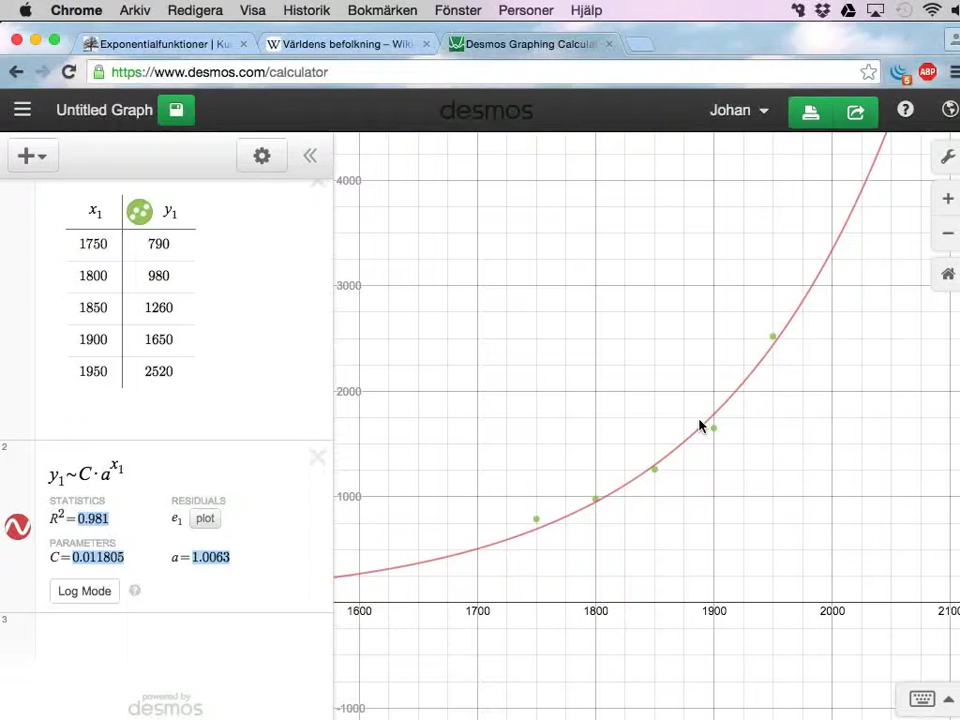 Chrome Arkiv Redigera Visa Historik Bokmärken Fönster Personer Hjälp
Exponentialfunktioner | Ku
Världens befolkning – Wiki
Desmos Graphing Calcula
https://www.desmos.com/calculator
5
ABP
Untitled Graph
desmos
Johan
x1 y1
1750 790
1800 980
1850 1260
1900 1650
1950 2520
2
y1~C·a^x1
STATISTICS RESIDUALS
R²=0.981 e1 plot
PARAMETERS
C=0.011805 a=1.0063
Log Mode
3
powered by
desmos
4000
3000
2000
1000
1600 1700 1800 1900 2000 2100
-1000